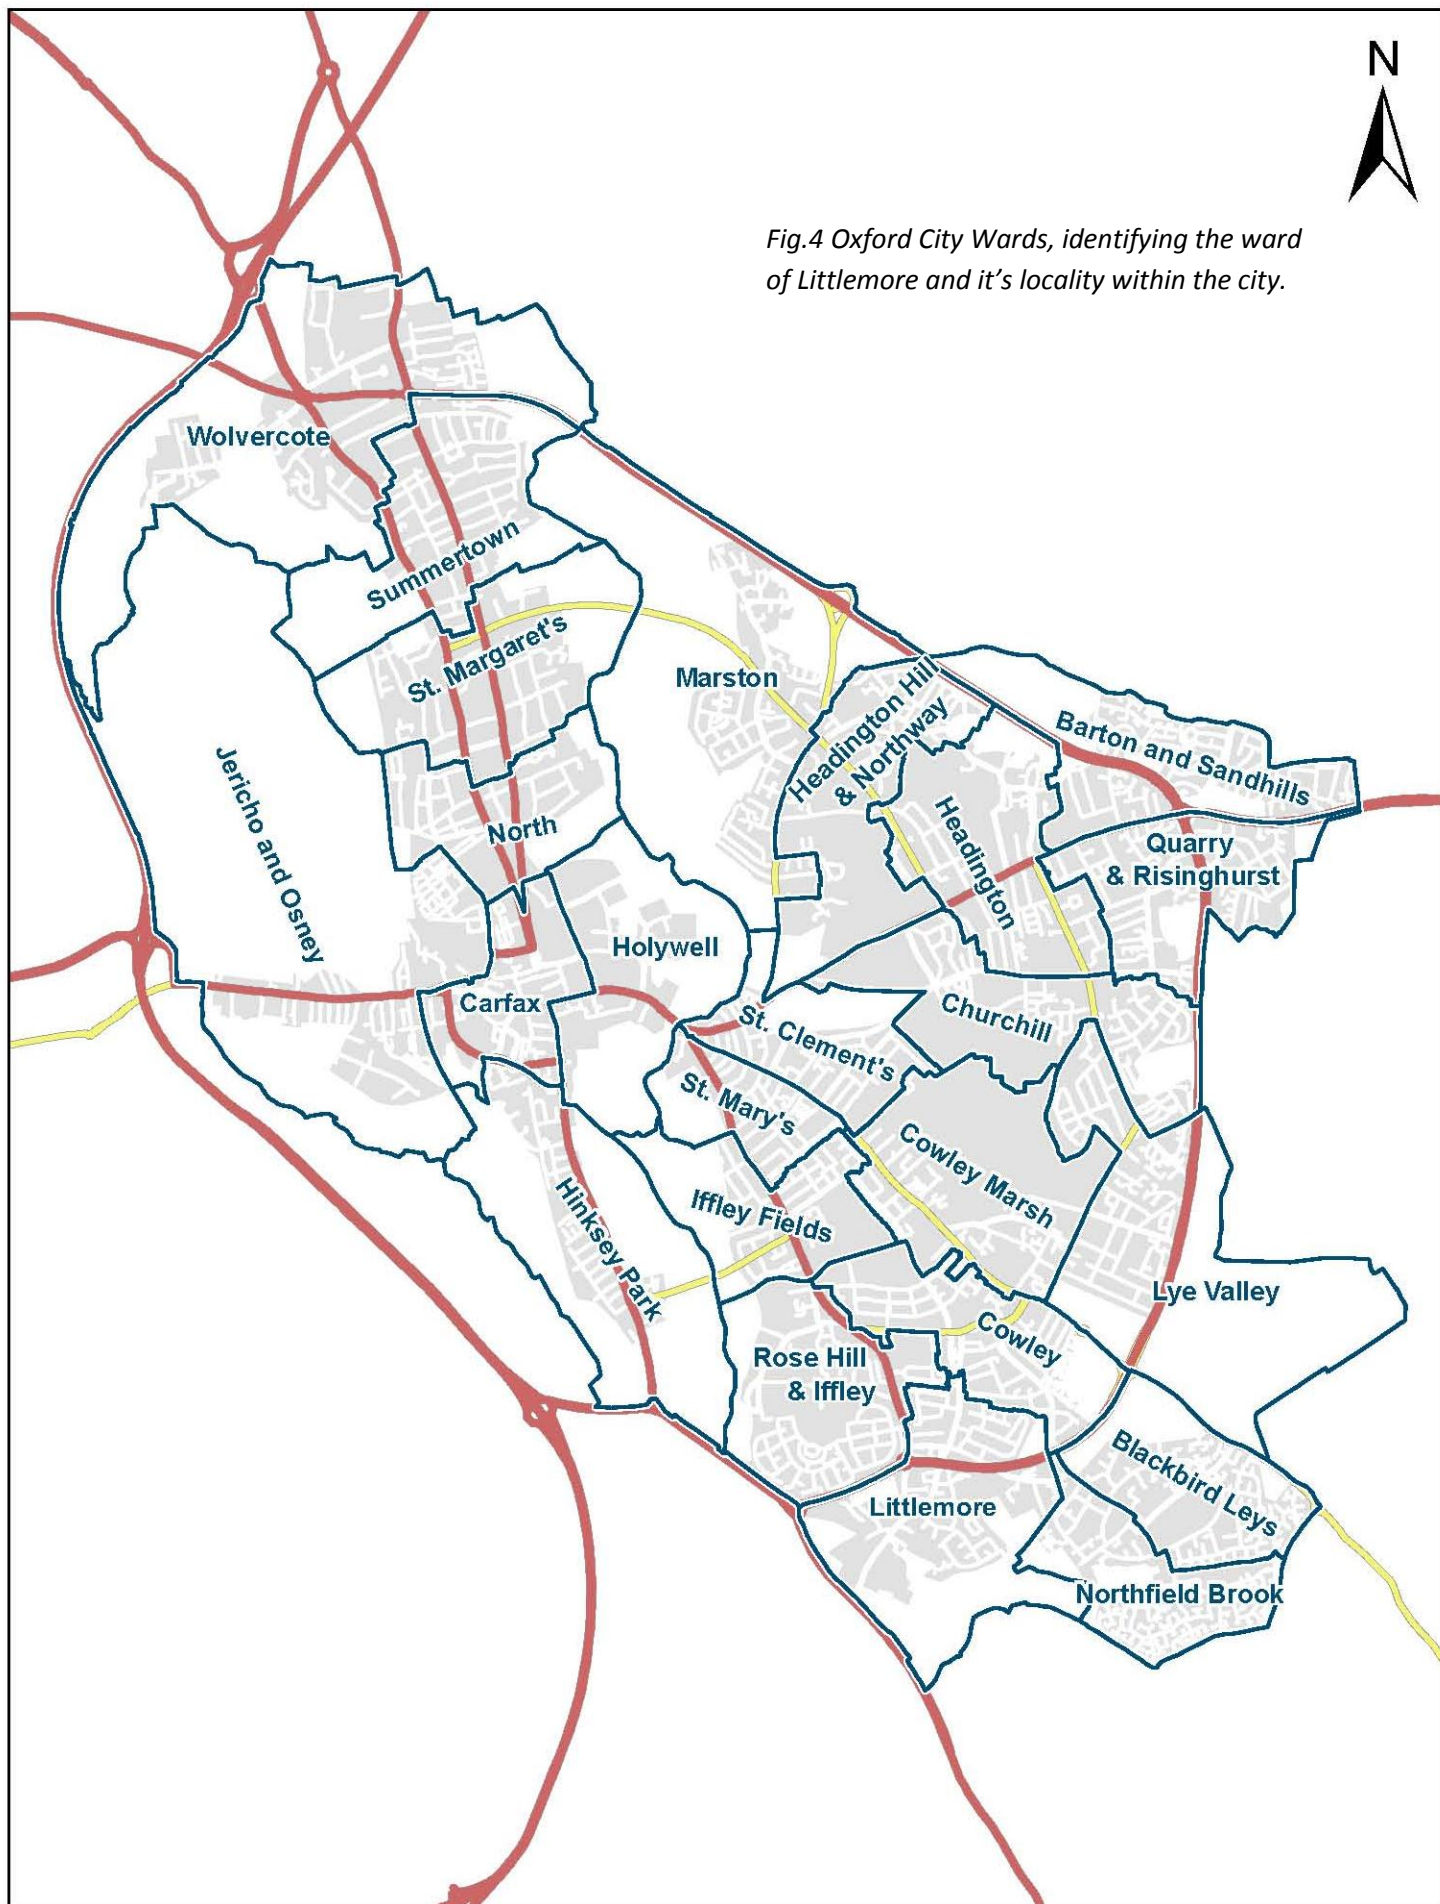 N
Fig.4 Oxford City Wards, identifying the ward
of Littlemore and it’s locality within the city.
Wolvercote
Summertown
St. Margaret's
Marston
Headington Hill
& Northway
Barton and Sandhills
Jericho and Osney
North
Headington
Quarry
& Risinghurst
Holywell
Carfax
St. Clement's
Churchill
St. Mary's
Cowley Marsh
Iffley Fields
Hinksey Park
Lye Valley
Cowley
Rose Hill
& Iffley
Blackbird Leys
Littlemore
Northfield Brook